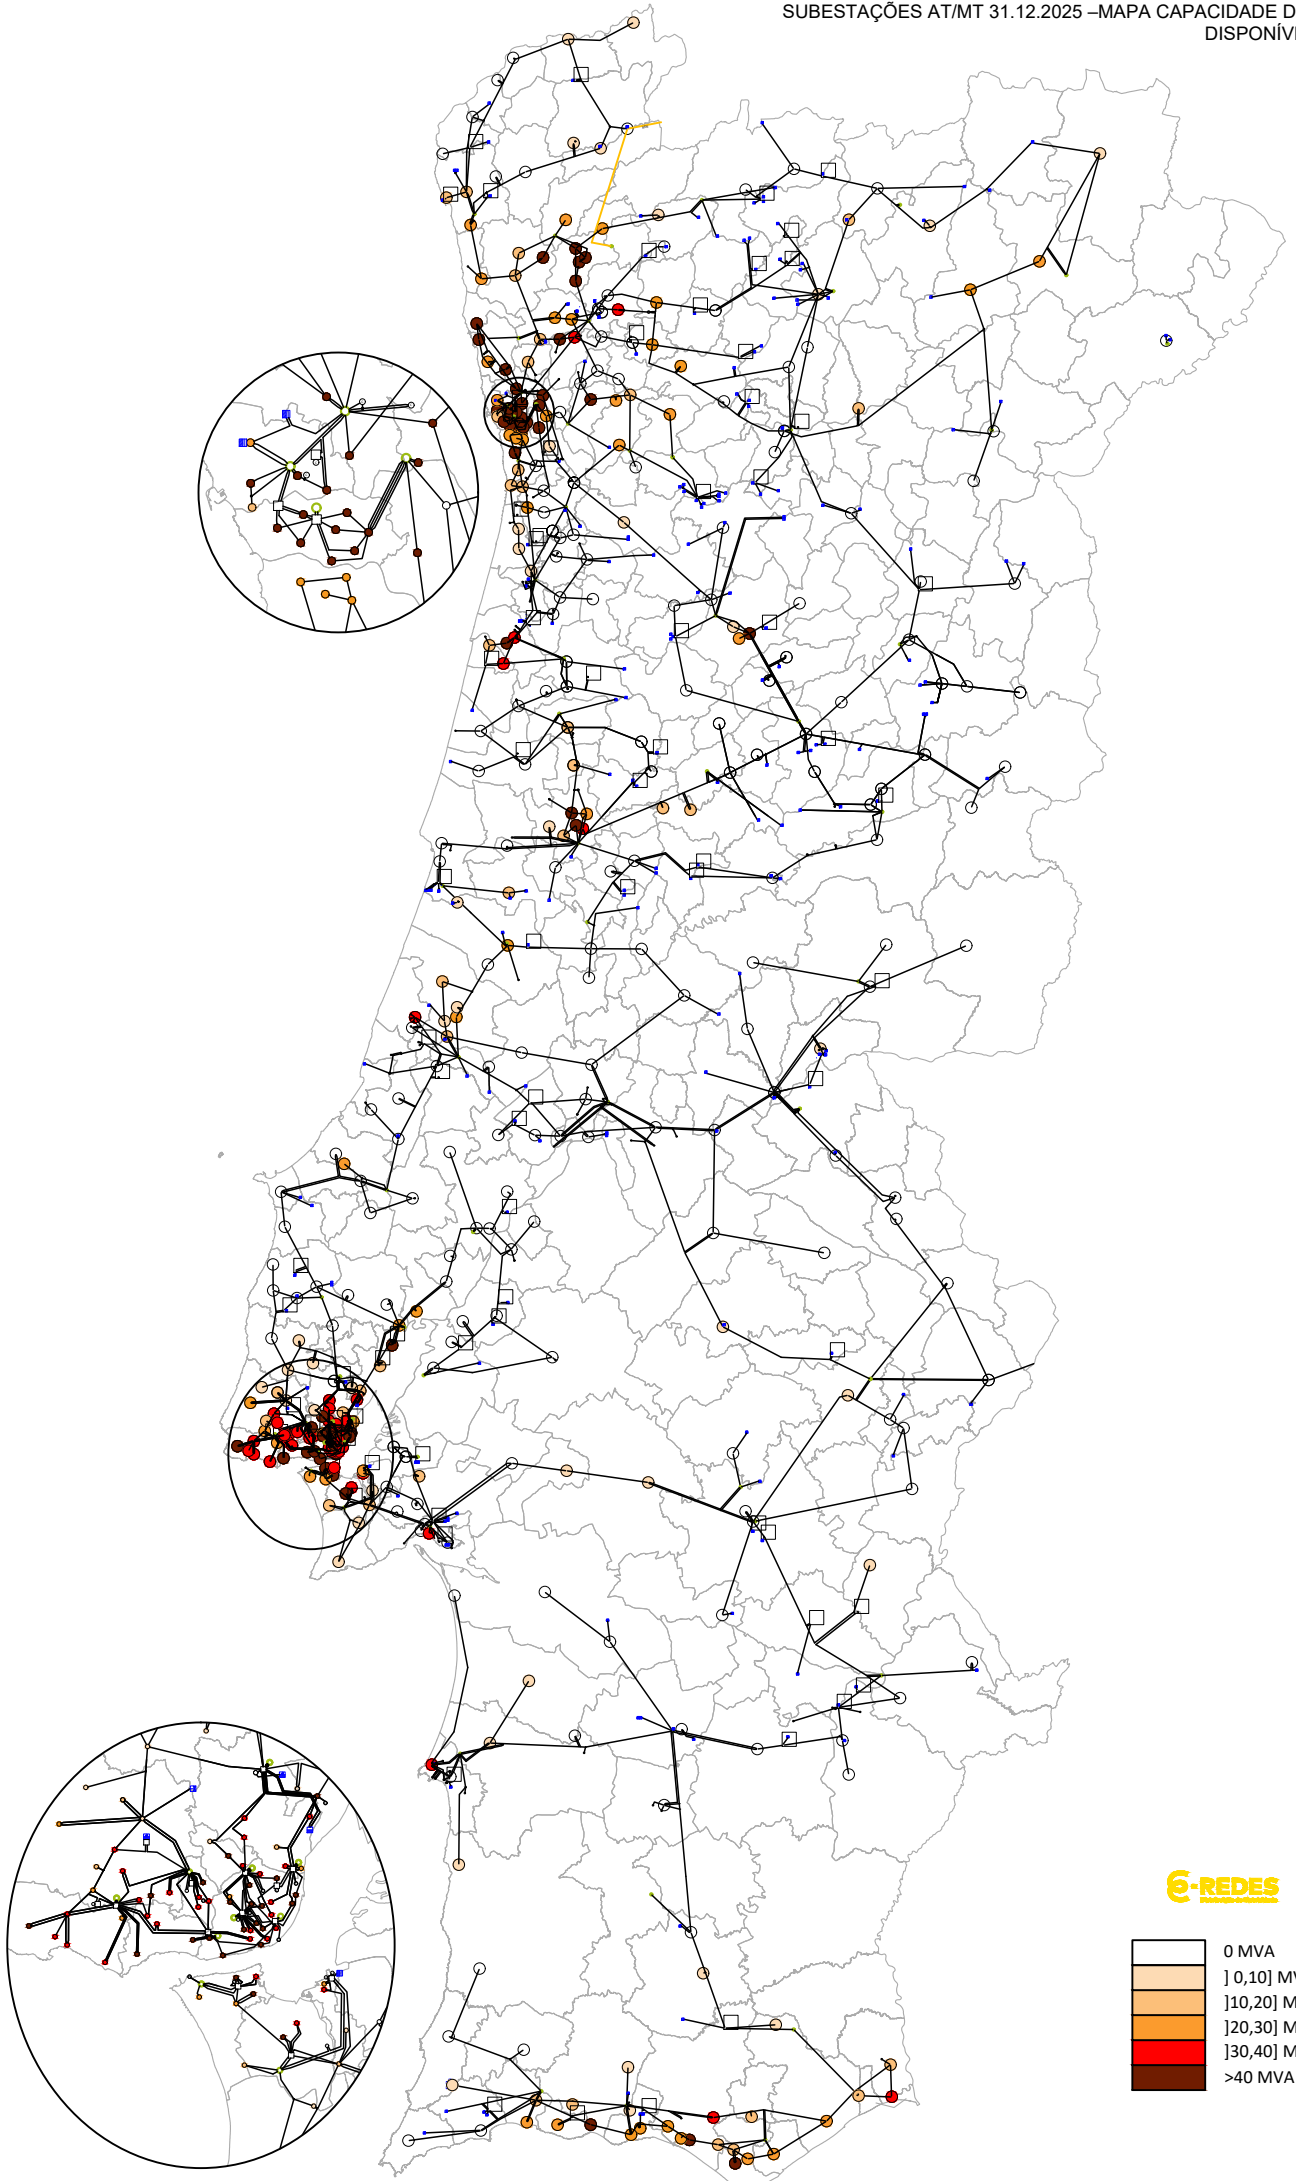 SUBESTAÇÕES AT/MT 31.12.2025 –MAPA CAPACIDADE D
DISPONÍV
e-REDES
0 MVA
] 0,10] M
]10,20] M
]20,30] M
]30,40] M
>40 MVA